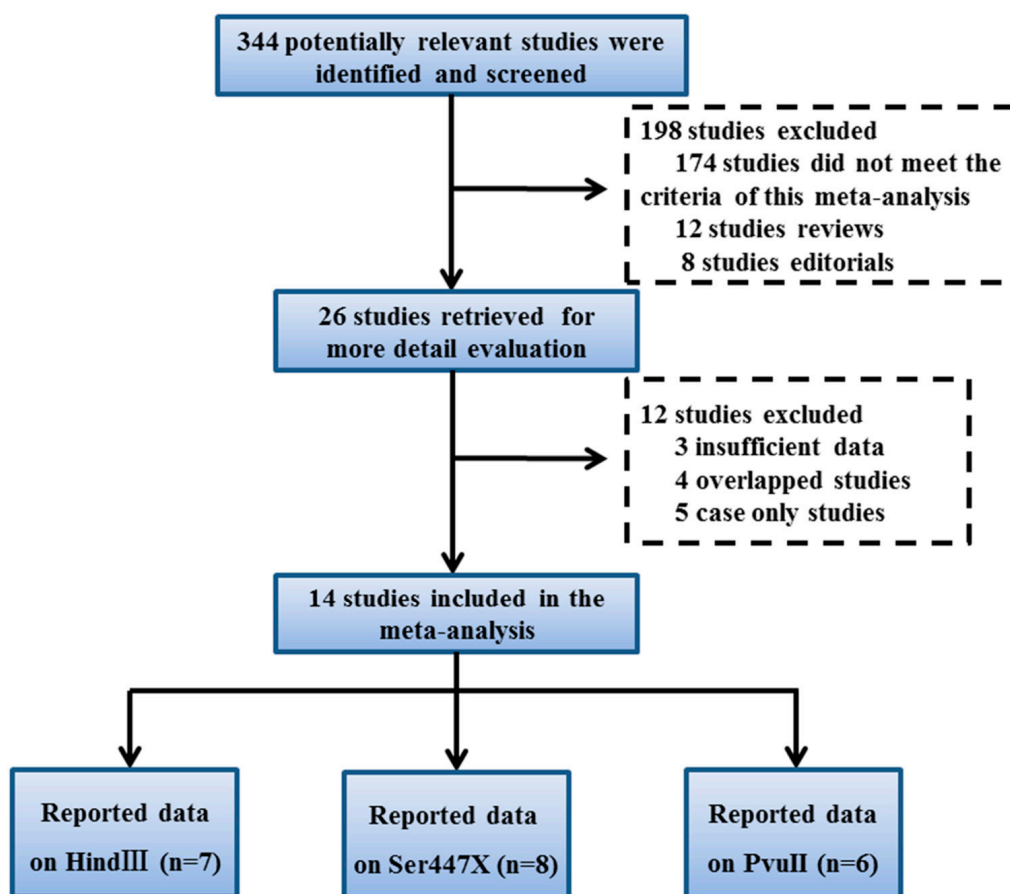 344 potentially relevant studies were
identified and screened
198 studies excluded
174 studies did not meet the
criteria of this meta-analysis
12 studies reviews
8 studies editorials
26 studies retrieved for
more detail evaluation
12 studies excluded
3 insufficient data
4 overlapped studies
5 case only studies
14 studies included in the
meta-analysis
Reported data
on HindⅢ (n=7)
Reported data
on Ser447X (n=8)
Reported data
on PvuII (n=6)